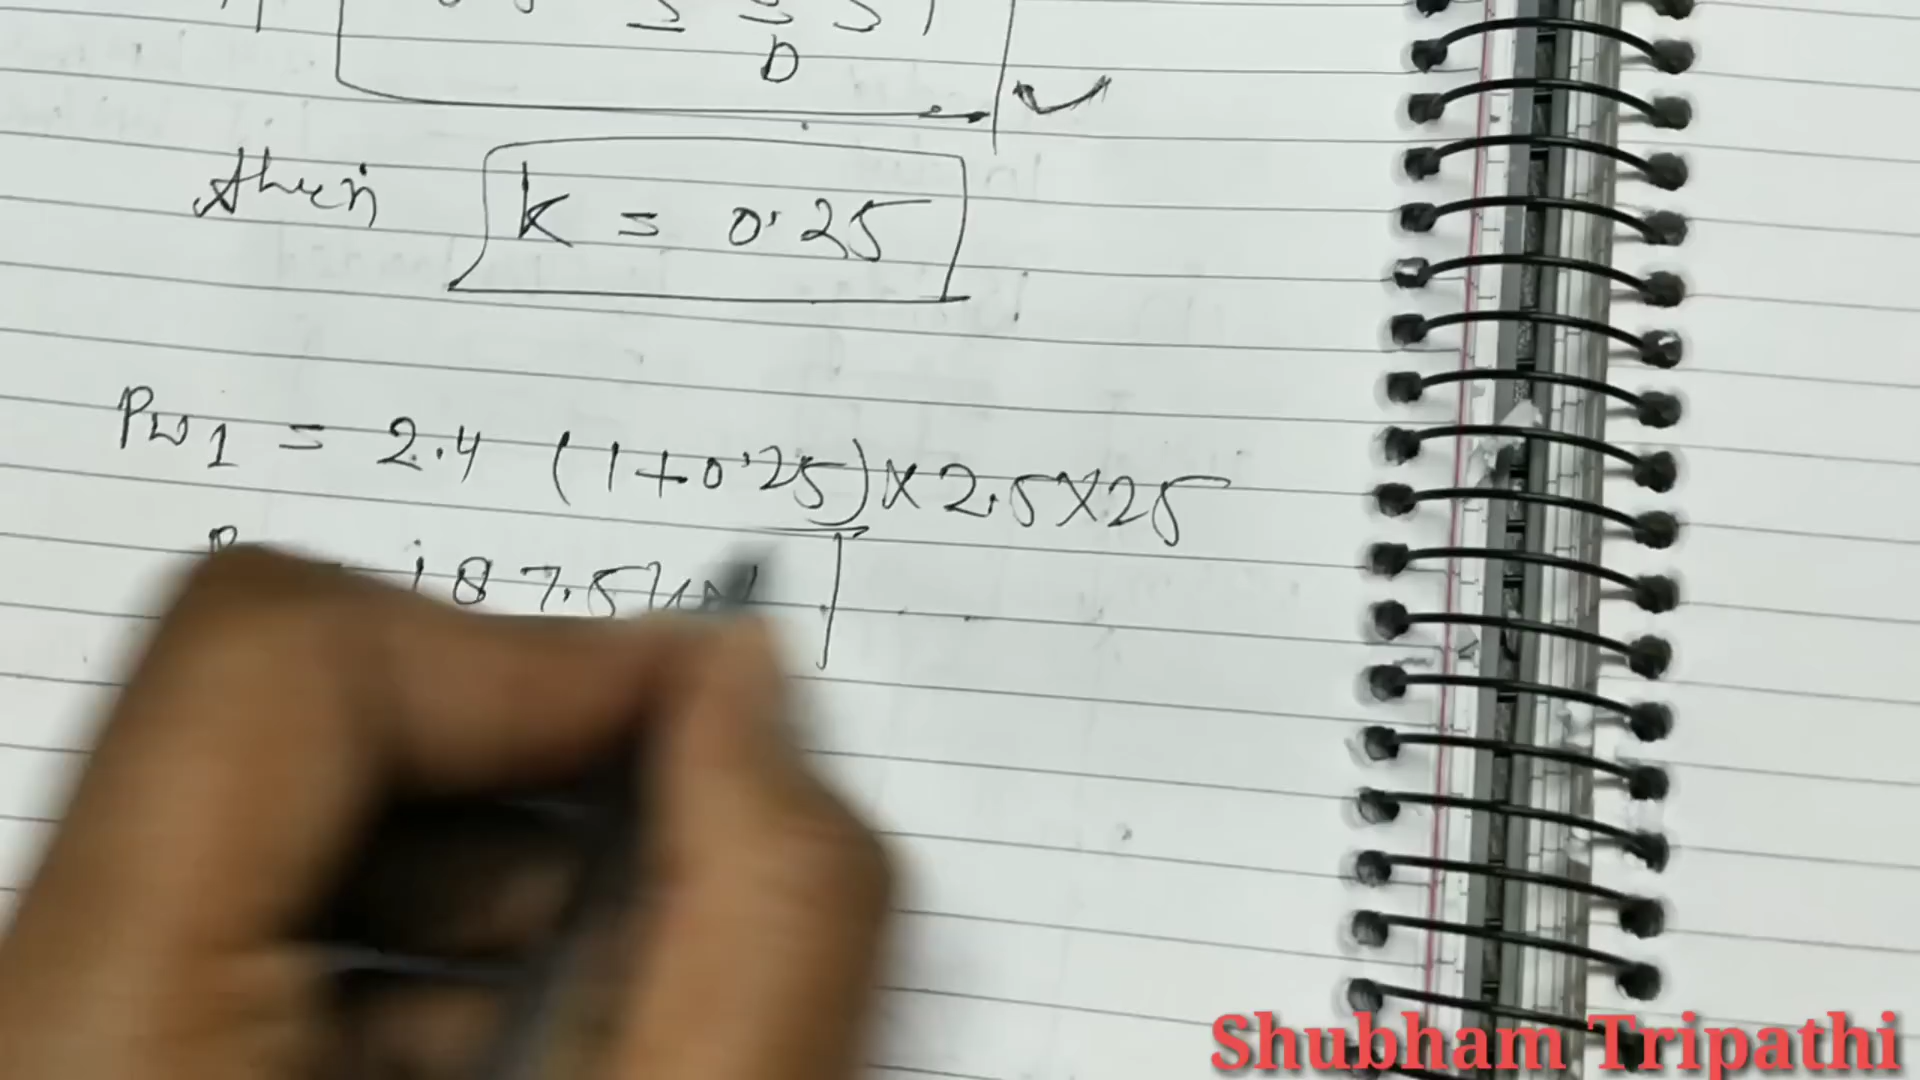 D
then K = 0.25
Pw1 = 2.4 (1+0.25)×2.5×25
187.5kN
Shubham Tripathi